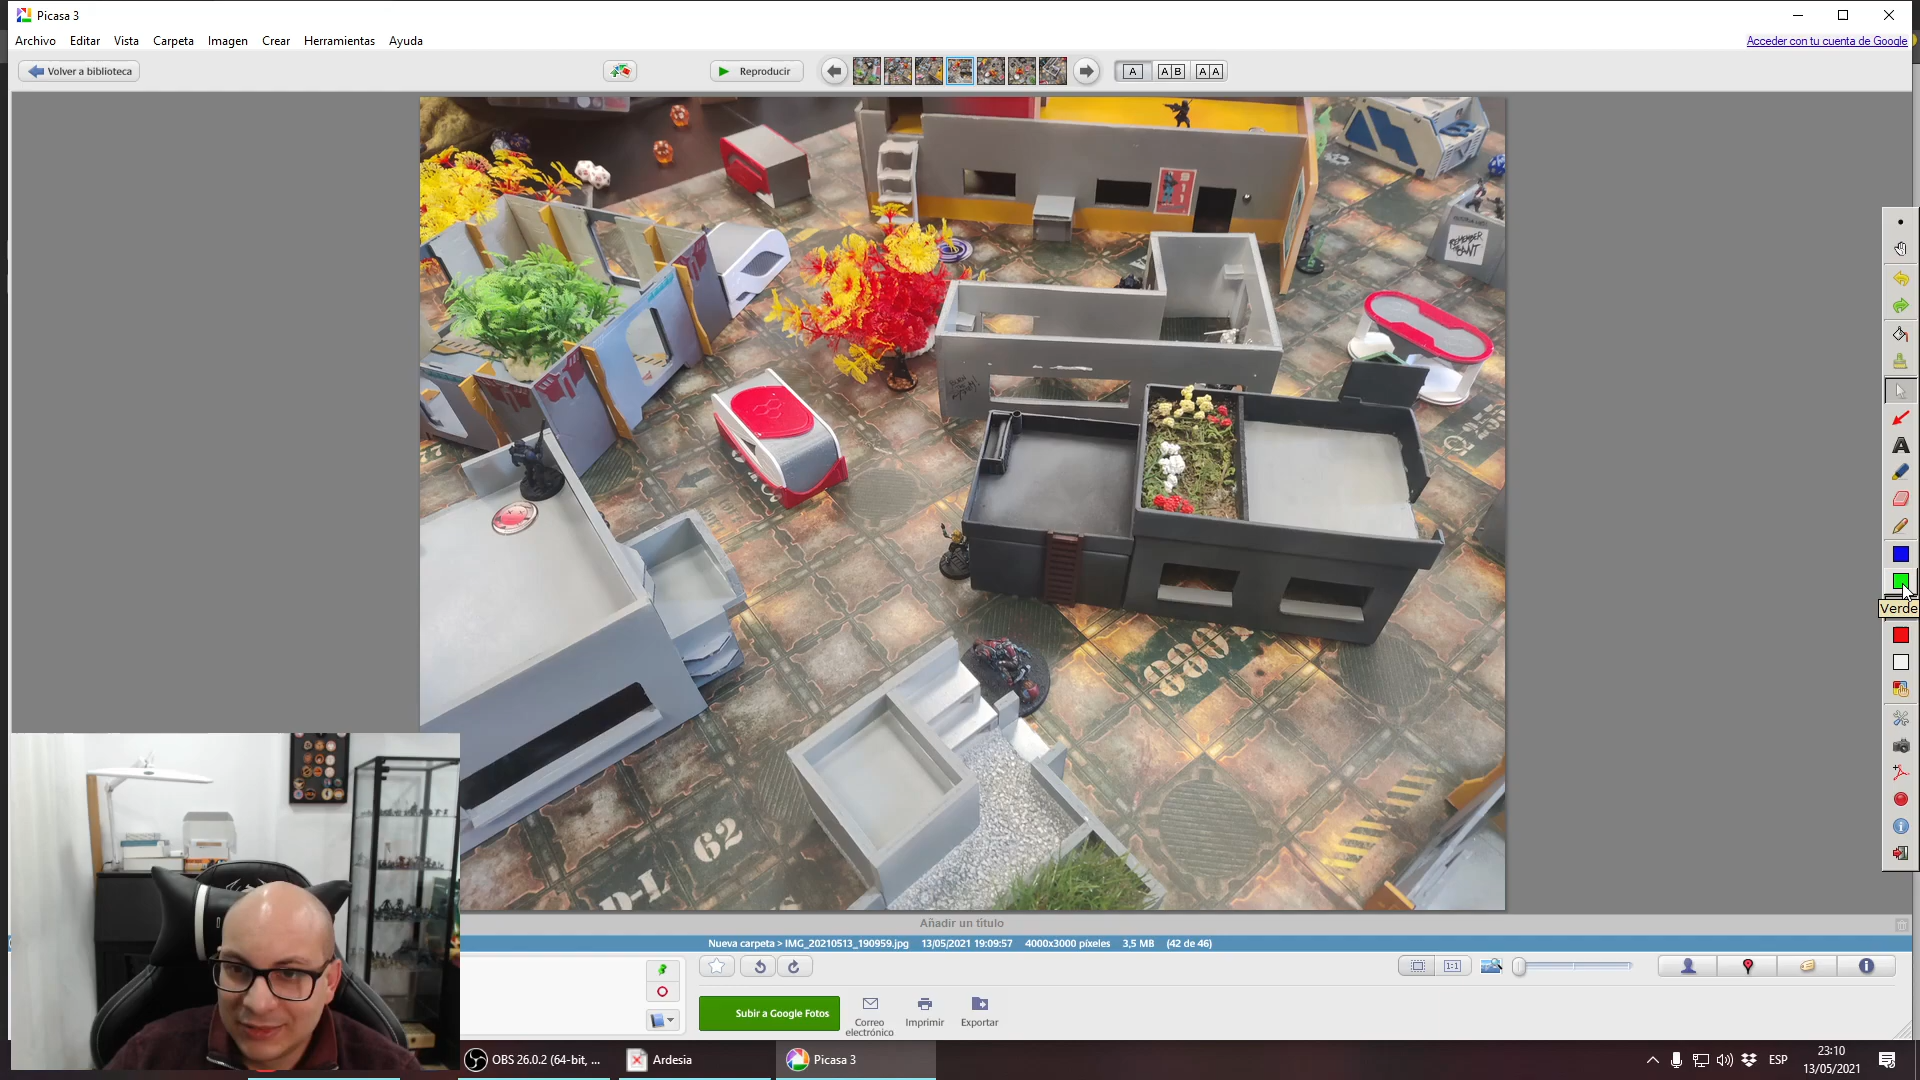 Picasa 3
Archivo Editar Vista Carpeta Imagen Crear Herramientas Ayuda
Acceder con tu cuenta de Google
Volver a biblioteca
Reproducir
A
A B
A A
REMEMBER
62
D-L
Verde
Añadir un título
Nueva carpeta > IMG_20210513_190959.jpg 13/05/2021 19:09:57 4000x3000 píxeles 3,5 MB (42 de 46)
1:1
Subir a Google Fotos
Correo electrónico
Imprimir
Exportar
OBS 26.0.2 (64-bit, ...
Ardesia
Picasa 3
ESP
23:10
13/05/2021